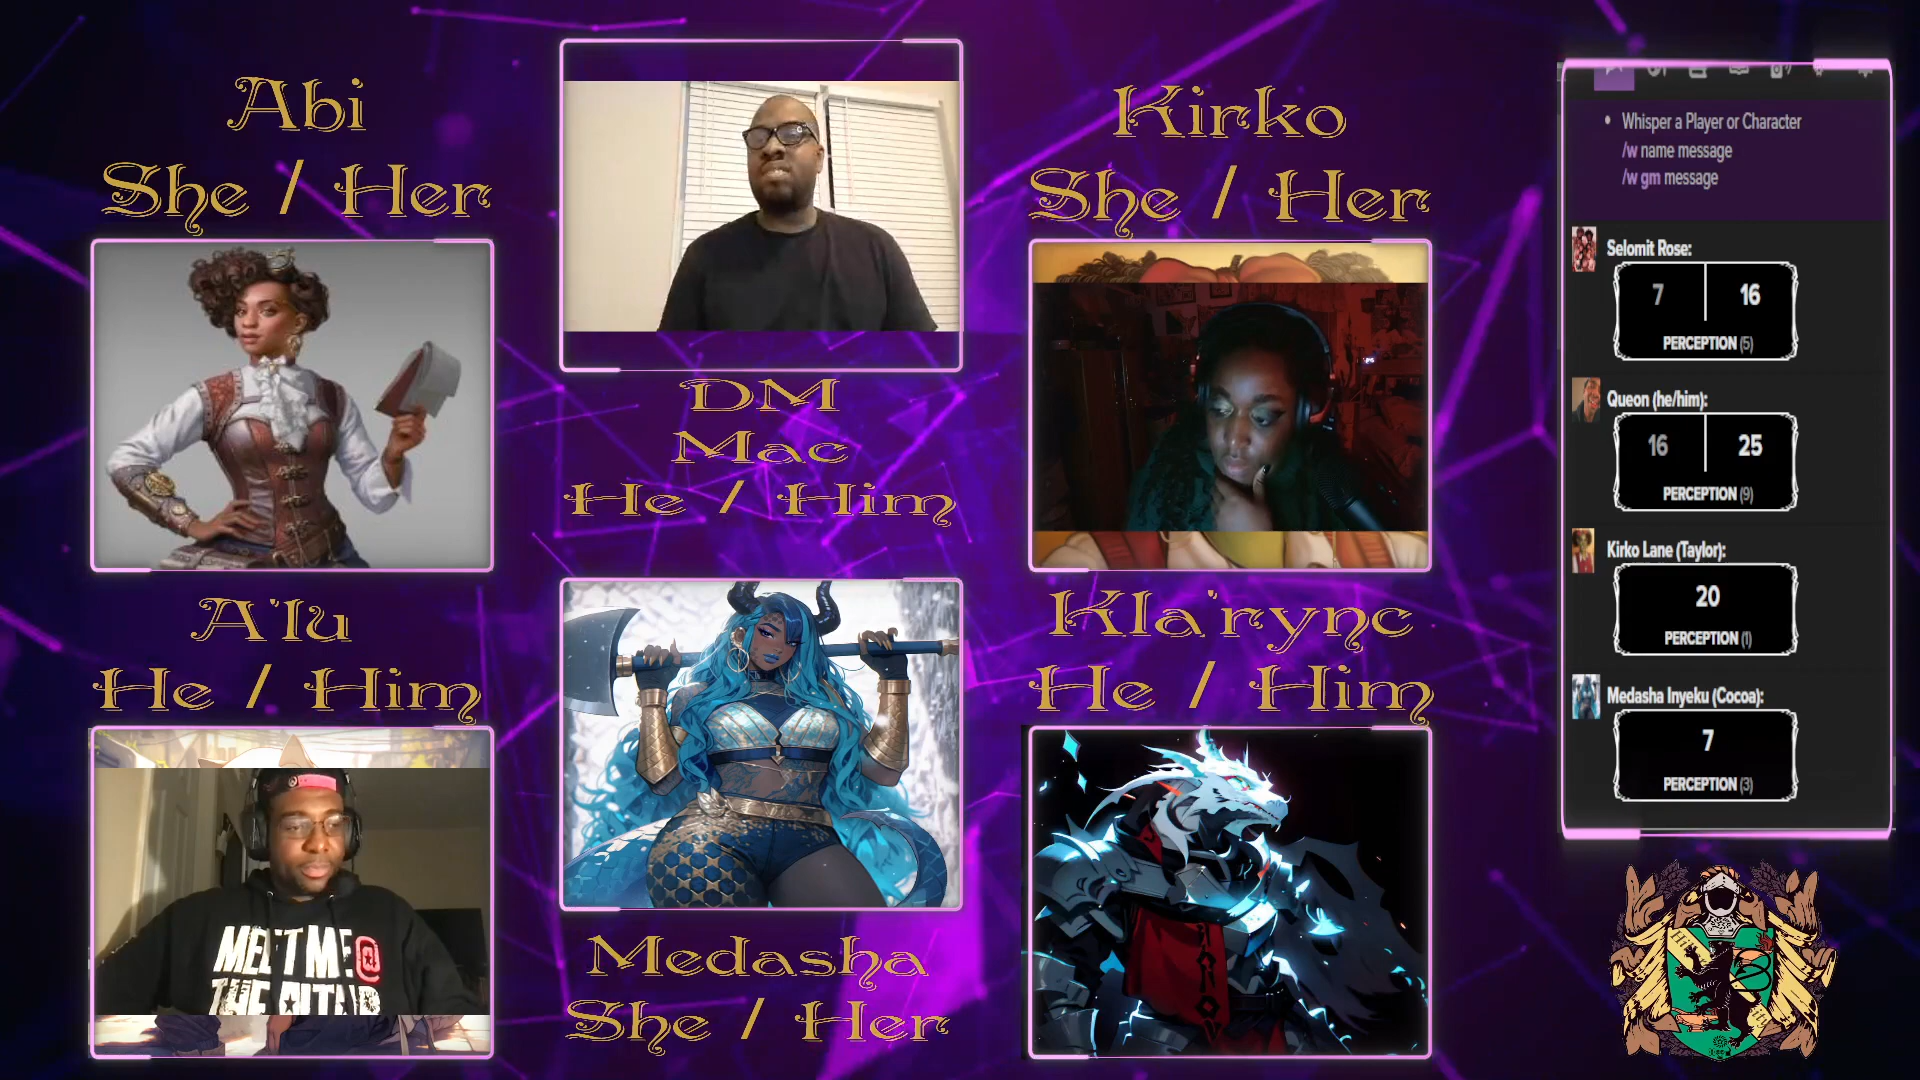 Abi
She / Her
DM
Mac
He / Him
Kirko
She / Her
A'lu
He / Him
MEET ME @
Medasha
She / Her
Kla'rync
He / Him
Whisper a Player or Character
/w name message
/w gm message
Selomit Rose:
7 16
PERCEPTION (5)
Queon (he/him):
16 25
PERCEPTION (9)
Kirko Lane (Taylor):
20
PERCEPTION (1)
Medasha Inyeku (Cocoa):
7
PERCEPTION (3)